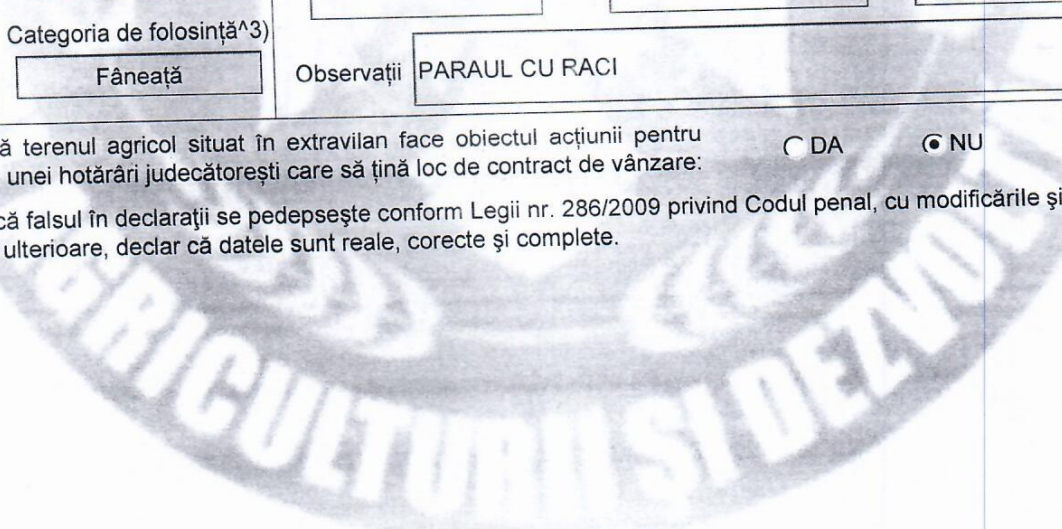 Categoria de folosință^3)
Fâneață
Observații PARAUL CU RACI
ă terenul agricol situat în extravilan face obiectul acțiunii pentru
unei hotărâri judecătorești care să țină loc de contract de vânzare:
DA NU
că falsul în declarații se pedepsește conform Legii nr. 286/2009 privind Codul penal, cu modificările și
ulterioare, declar că datele sunt reale, corecte și complete.
AGRICULTURII ȘI DEZVOLT